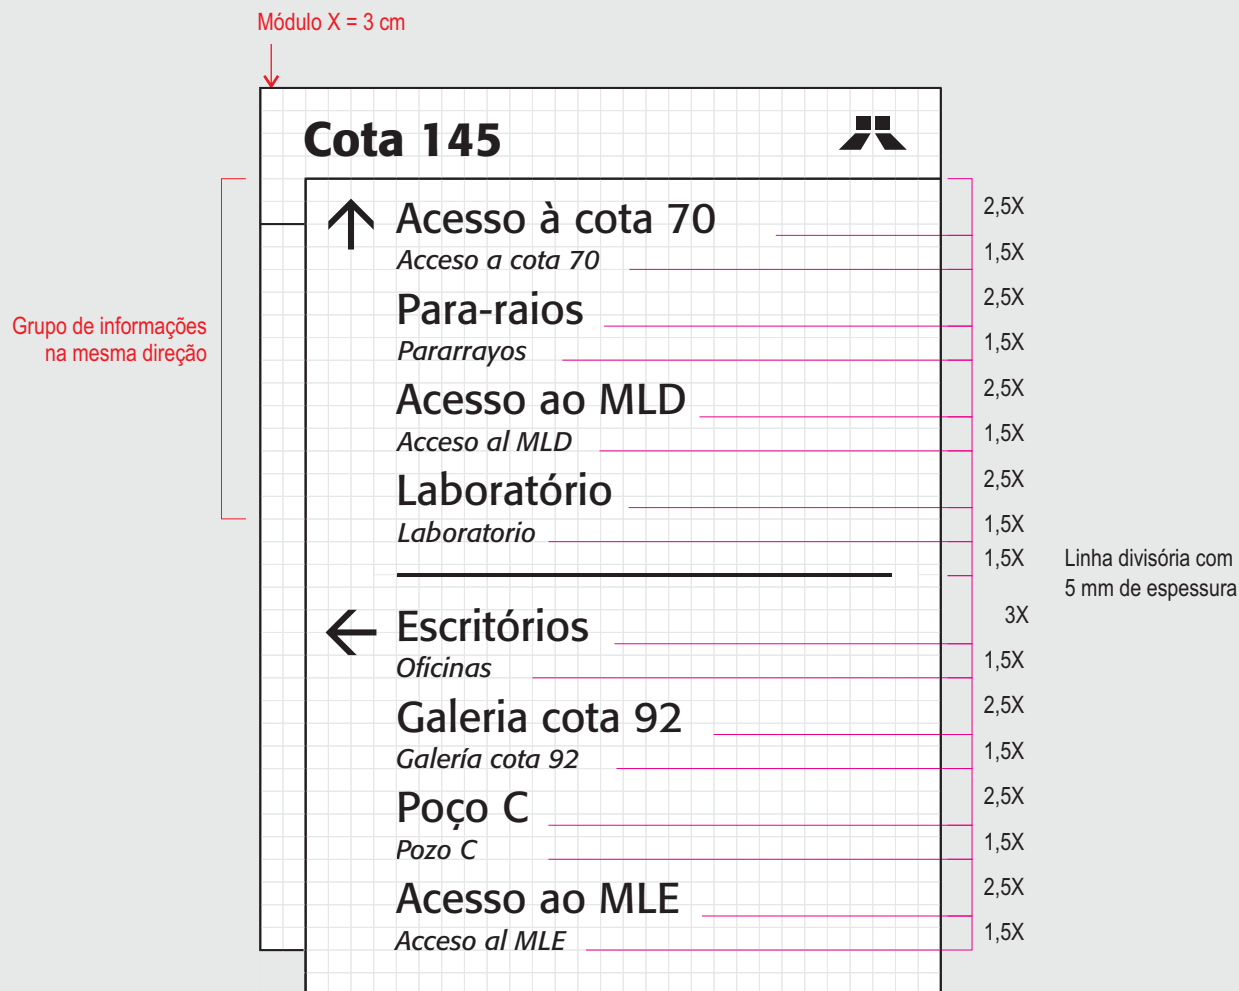 Módulo X = 3 cm
Cota 145
Acesso à cota 70
2,5X
Acceso a cota 70
1,5X
Para-raios
2,5X
Grupo de informações
na mesma direção
Pararrayos
1,5X
Acesso ao MLD
2,5X
Acceso al MLD
1,5X
Laboratório
2,5X
Laboratorio
1,5X
1,5X
Linha divisória com
5 mm de espessura
3X
Escritórios
Oficinas
1,5X
Galeria cota 92
2,5X
Galería cota 92
1,5X
Poço C
2,5X
Pozo C
1,5X
Acesso ao MLE
2,5X
Acceso al MLE
1,5X